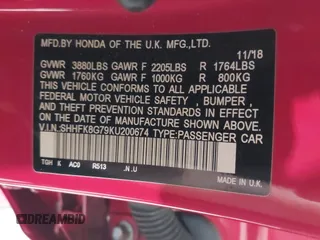 MFD.BY HONDA OF THE U.K. MFG.,LTD.
11/18
GVWR 3880LBS GAWR F 2205LBS R 1764LBS
GVWR 1760KG GAWR F 1000KG R 800KG
THIS VEHICLE CONFORMS TO ALL APPLICABLE
FEDERAL MOTOR VEHICLE SAFETY , BUMPER ,
AND THEFT PREVENTION STANDARDS IN EFFECT
ON THE DATE OF MANUFACTURE SHOWN ABOVE.
V.I.N:SHHFK8G79KU200674 TYPE:PASSENGER CAR
TGH K AC0 R513 .N.U
MADE IN U.K.
DREAMBID